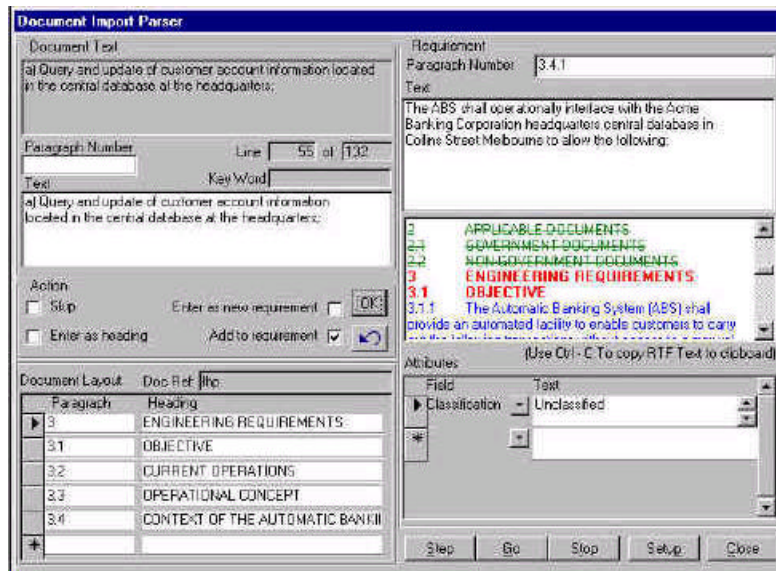 Document Import Parser
Document Text
a) Query and update of customer account information located
in the central database at the headquarters;
Paragraph Number
Line 55 of 132
Key Word
Text
a) Query and update of customer account information
located in the central database at the headquarters;
Action
Skip
Enter as new requirement
OK
Enter as heading
Add to requirement
Document Layout
Doc Ref
Paragraph Heading
3 ENGINEERING REQUIREMENTS
3.1 OBJECTIVE
3.2 CURRENT OPERATIONS
3.3 OPERATIONAL CONCEPT
3.4 CONTEXT OF THE AUTOMATIC
Requirement
Paragraph Number 3.4.1
Text
The ABS shall operationally interface with the Acme
Banking Corporation headquarters central database in
Collins Street Melbourne to allow the following:
2 APPLICABLE DOCUMENTS
2.1 GOVERNMENT DOCUMENTS
2.2 NON-GOVERNMENT DOCUMENTS
3 ENGINEERING REQUIREMENTS
3.1 OBJECTIVE
3.1.1 The Automatic Banking System (ABS) shall
provide an automated facility to enable customers to carry
Attributes
(Use Ctrl - C To copy RTF Text to clipboard)
Field Text
Classification Unclassified
Step Go Stop Setup Close